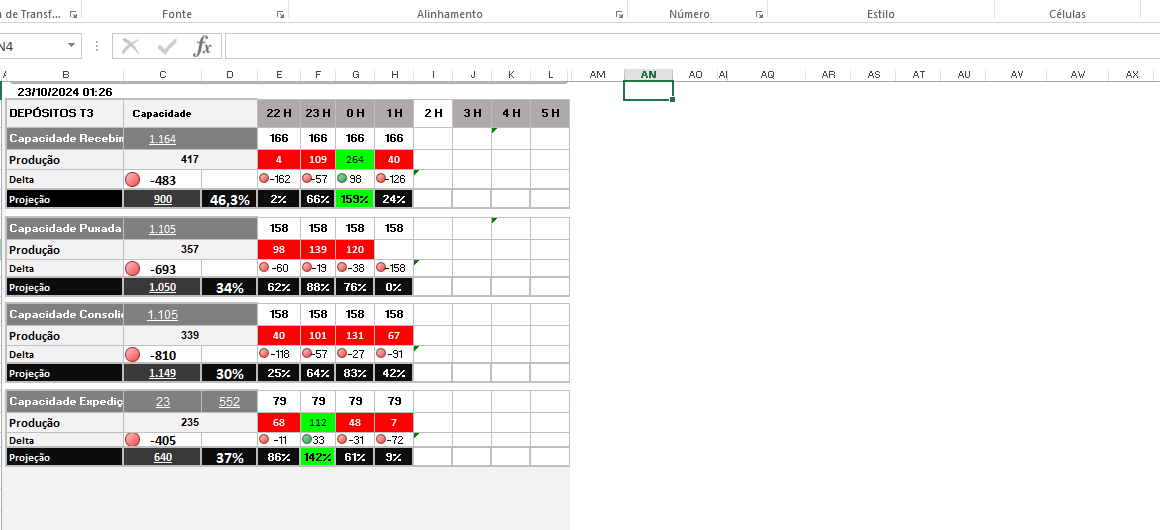 de Transf... Fonte Alinhamento Número Estilo Células
N4 fx
B C D E F G H I J K L AM AN AO AQ AR AS AT AU AV AW AX
23/10/2024 01:26
DEPÓSITOS T3 Capacidade 22 H 23 H 0 H 1 H 2 H 3 H 4 H 5 H
Capacidade Recebim 1.164 166 166 166 166
Produção 417 4 109 264 40
Delta -483 -162 -57 98 -126
Projeção 900 46,3% 2% 66% 159% 24%
Capacidade Puxada 1.105 158 158 158 158
Produção 357 98 139 120
Delta -693 -60 -19 -38 -158
Projeção 1.050 34% 62% 88% 76% 0%
Capacidade Consolid 1.105 158 158 158 158
Produção 339 40 101 131 67
Delta -810 -118 -57 -27 -91
Projeção 1.149 30% 25% 64% 83% 42%
Capacidade Expediç 23 552 79 79 79 79
Produção 235 68 112 48 7
Delta -405 -11 33 -31 -72
Projeção 640 37% 86% 142% 61% 9%